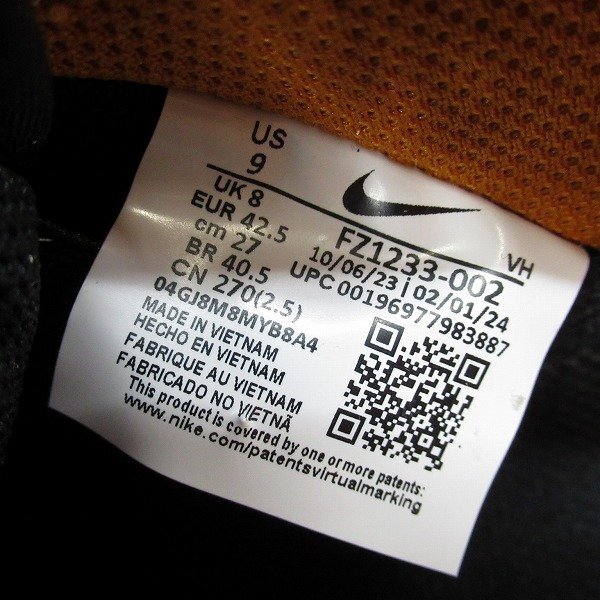 US
9
UK 8
EUR 42.5
cm 27
BR 40.5
CN 270(2.5)
04GJ8M8MYB8A4
MADE IN VIETNAM
HECHO EN VIETNAM
FABRIQUE AU VIETNAM
FABRICADO NO VIETNÃ
This product is covered by one or more patents:
www.nike.com/patentsvirtualmarking
FZ1233-002
VH
10/06/23 | 02/01/24
UPC 00196977983887